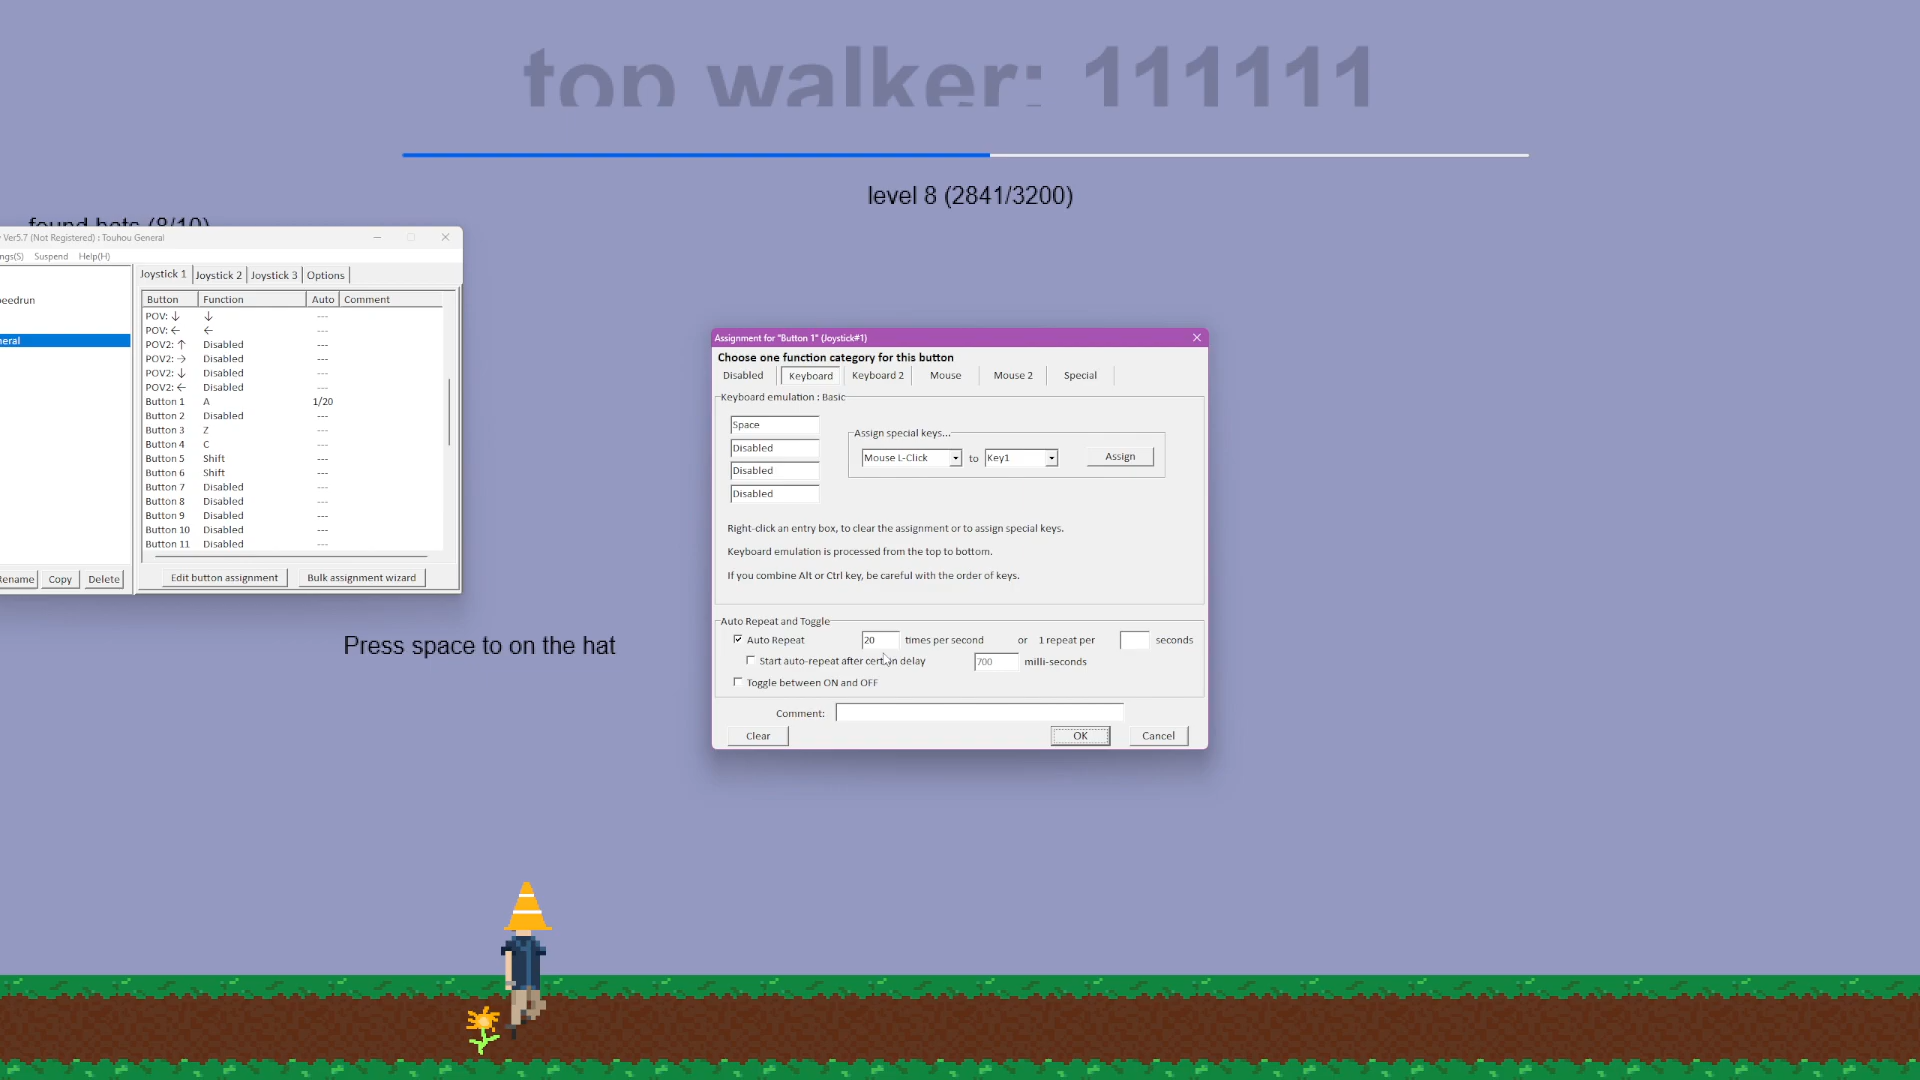 top walker: 111111
level 8 (2841/3200)
found hats (8/10)
Ver5.7 (Not Registered) : Touhou General
ngs(S) Suspend Help(H)
eedrun
neral
Rename Copy Delete
Joystick 1 Joystick 2 Joystick 3 Options
Button Function Auto Comment
POV: ↓ ↓ ---
POV: ← ← ---
POV2: ↑ Disabled ---
POV2: → Disabled ---
POV2: ↓ Disabled ---
POV2: ← Disabled ---
Button 1 A 1/20
Button 2 Disabled ---
Button 3 Z ---
Button 4 C ---
Button 5 Shift ---
Button 6 Shift ---
Button 7 Disabled ---
Button 8 Disabled ---
Button 9 Disabled ---
Button 10 Disabled ---
Button 11 Disabled ---
Edit button assignment Bulk assignment wizard
Assignment for "Button 1" (Joystick#1)
Choose one function category for this button
Disabled Keyboard Keyboard 2 Mouse Mouse 2 Special
Keyboard emulation : Basic
Space
Disabled
Disabled
Disabled
Assign special keys...
Mouse L-Click to Key1 Assign
Right-click an entry box, to clear the assignment or to assign special keys.
Keyboard emulation is processed from the top to bottom.
If you combine Alt or Ctrl key, be careful with the order of keys.
Auto Repeat and Toggle
Auto Repeat 20 times per second or 1 repeat per seconds
Start auto-repeat after certain delay 700 milli-seconds
Toggle between ON and OFF
Comment:
Clear OK Cancel
Press space to on the hat